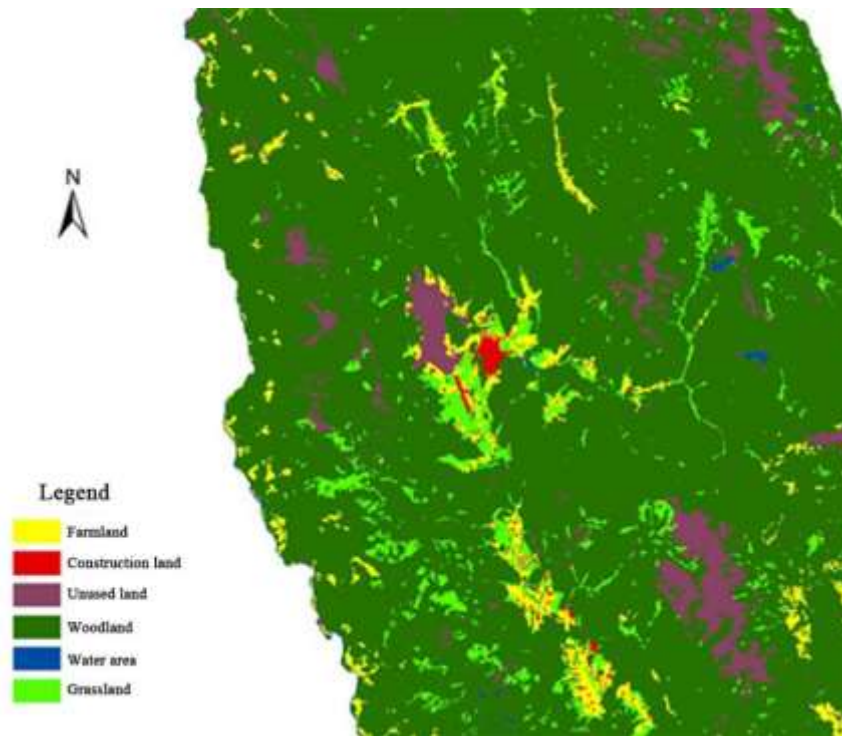 N
Legend
Farmland
Construction land
Unused land
Woodland
Water area
Grassland